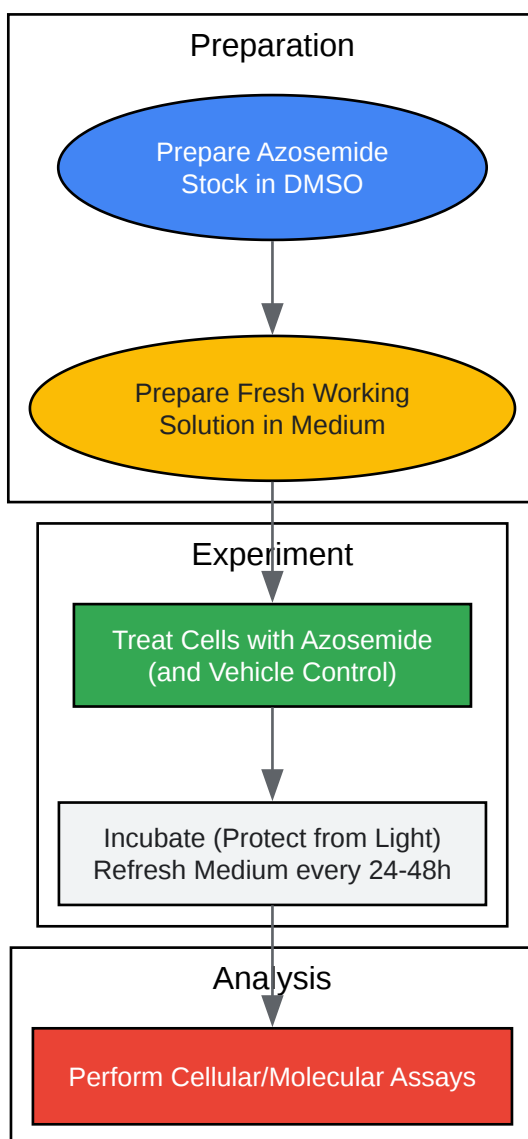 Preparation
Prepare Azosemide
Stock in DMSO
Prepare Fresh Working
Solution in Medium
Experiment
Treat Cells with Azosemide
(and Vehicle Control)
Incubate (Protect from Light)
Refresh Medium every 24-48h
Analysis
Perform Cellular/Molecular Assays